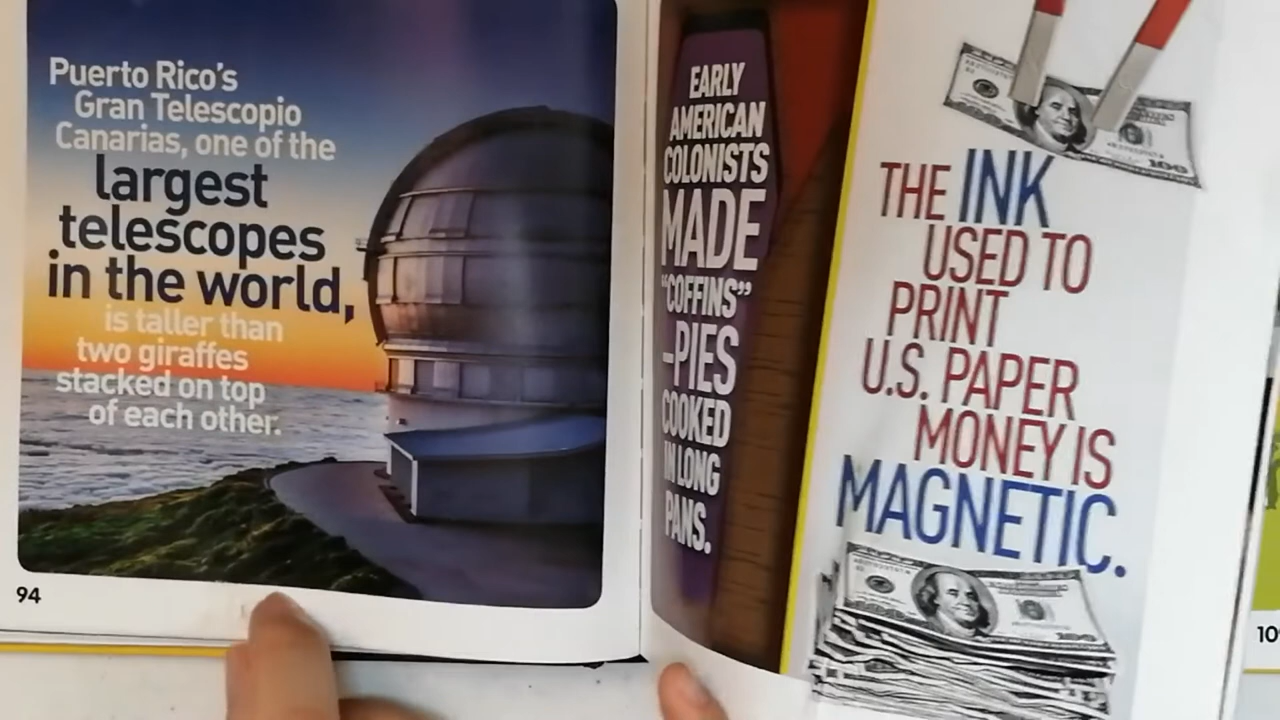 Puerto Rico's
Gran Telescopio
Canarias, one of the
largest
telescopes
in the world,
is taller than
two giraffes
stacked on top
of each other.
94
EARLY
AMERICAN
COLONISTS
MADE
“COFFINS”
–PIES
COOKED
IN LONG
PANS.
100
THE INK
USED TO
PRINT
U.S. PAPER
MONEY IS
MAGNETIC.
100